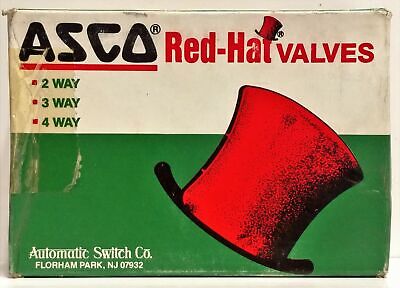 ASCO® Red-Hat® VALVES
▪ 2 WAY
▪ 3 WAY
▪ 4 WAY
Automatic Switch Co.
FLORHAM PARK, NJ 07932